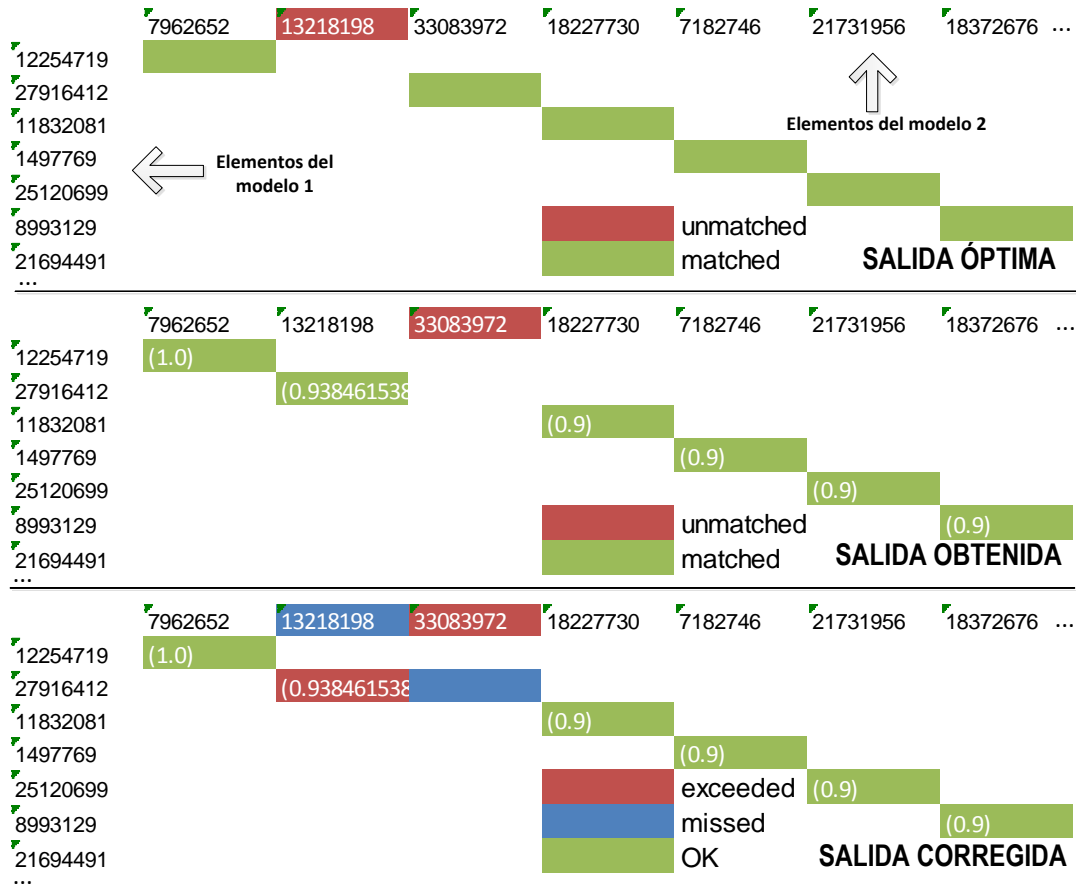 7962652 13218198 33083972 18227730 7182746 21731956 18372676 ...
12254719
27916412
11832081
Elementos del modelo 2
1497769
Elementos del
modelo 1
25120699
8993129 unmatched
21694491 matched SALIDA ÓPTIMA
...
7962652 13218198 33083972 18227730 7182746 21731956 18372676 ...
12254719 (1.0)
27916412 (0.938461538
11832081 (0.9)
1497769 (0.9)
25120699 (0.9)
8993129 unmatched (0.9)
21694491 matched SALIDA OBTENIDA
...
7962652 13218198 33083972 18227730 7182746 21731956 18372676 ...
12254719 (1.0)
27916412 (0.938461538
11832081 (0.9)
1497769 (0.9)
25120699 exceeded (0.9)
8993129 missed (0.9)
21694491 OK SALIDA CORREGIDA
...